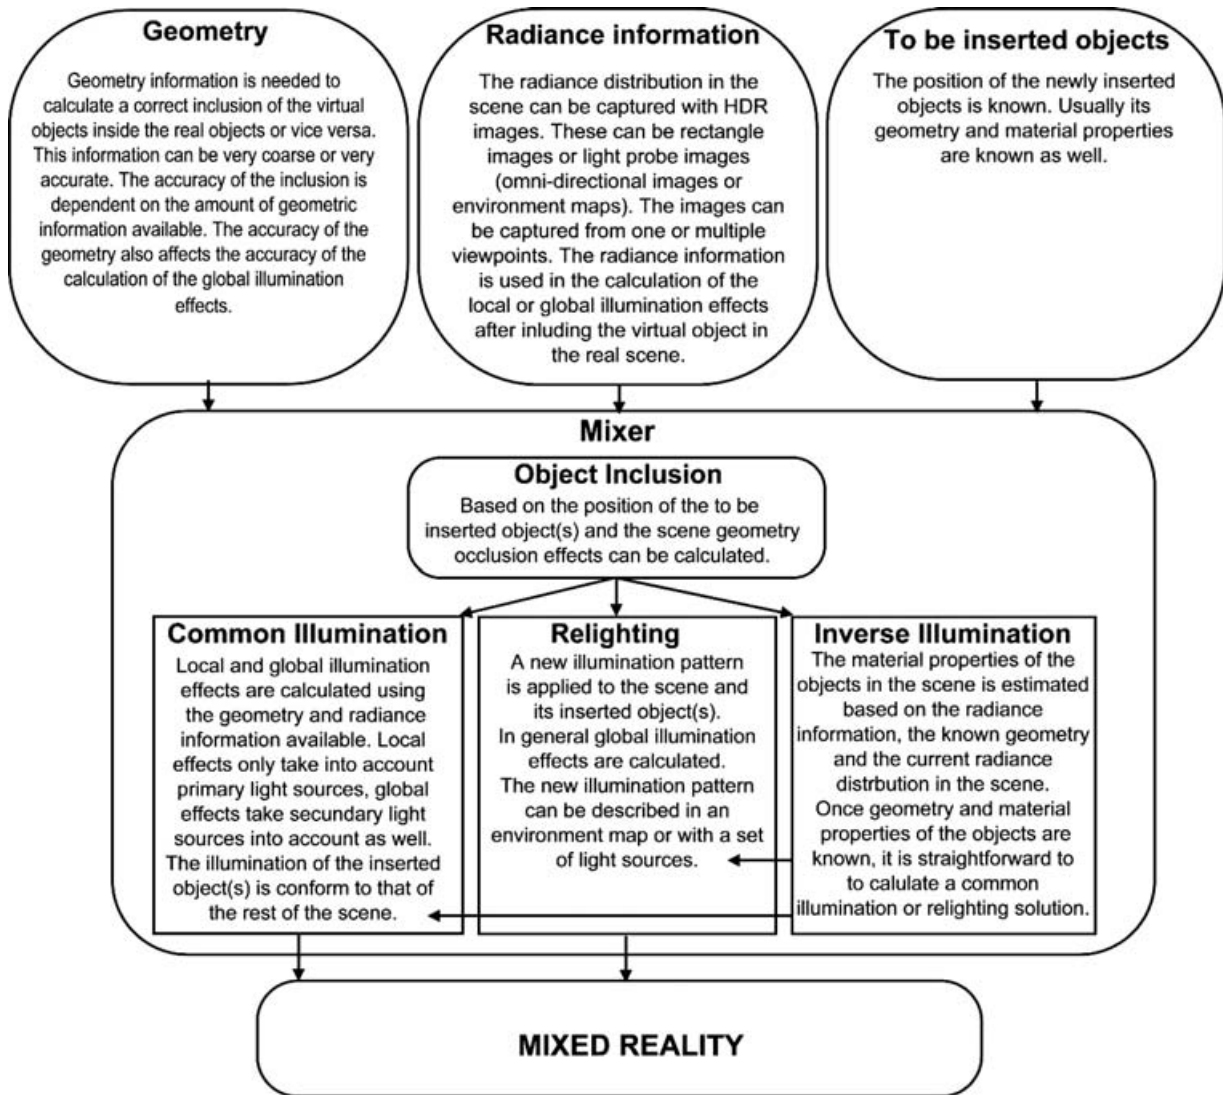 Geometry
Geometry information is needed to
calculate a correct inclusion of the virtual
objects inside the real objects or vice versa.
This information can be very coarse or very
accurate. The accuracy of the inclusion is
dependent on the amount of geometric
information available. The accuracy of the
geometry also affects the accuracy of the
calculation of the global illumination
effects.
Radiance information
The radiance distribution in the
scene can be captured with HDR
images. These can be rectangle
images or light probe images
(omni-directional images or
environment maps). The images can
be captured from one or multiple
viewpoints. The radiance information
is used in the calculation of the
local or global illumination effects
after inluding the virtual object in
the real scene.
To be inserted objects
The position of the newly inserted
objects is known. Usually its
geometry and material properties
are known as well.
Mixer
Object Inclusion
Based on the position of the to be
inserted object(s) and the scene geometry
occlusion effects can be calculated.
Common Illumination
Local and global illumination
effects are calculated using
the geometry and radiance
information available. Local
effects only take into account
primary light sources, global
effects take secundary light
sources into account as well.
The illumination of the inserted
object(s) is conform to that of
the rest of the scene.
Relighting
A new illumination pattern
is applied to the scene and
its inserted object(s).
In general global illumination
effects are calculated.
The new illumination pattern
can be described in an
environment map or with a set
of light sources.
Inverse Illumination
The material properties of the
objects in the scene is estimated
based on the radiance
information, the known geometry
and the current radiance
distrbution in the scene.
Once geometry and material
properties of the objects are
known, it is straightforward to
to calulate a common
illumination or relighting solution.
MIXED REALITY